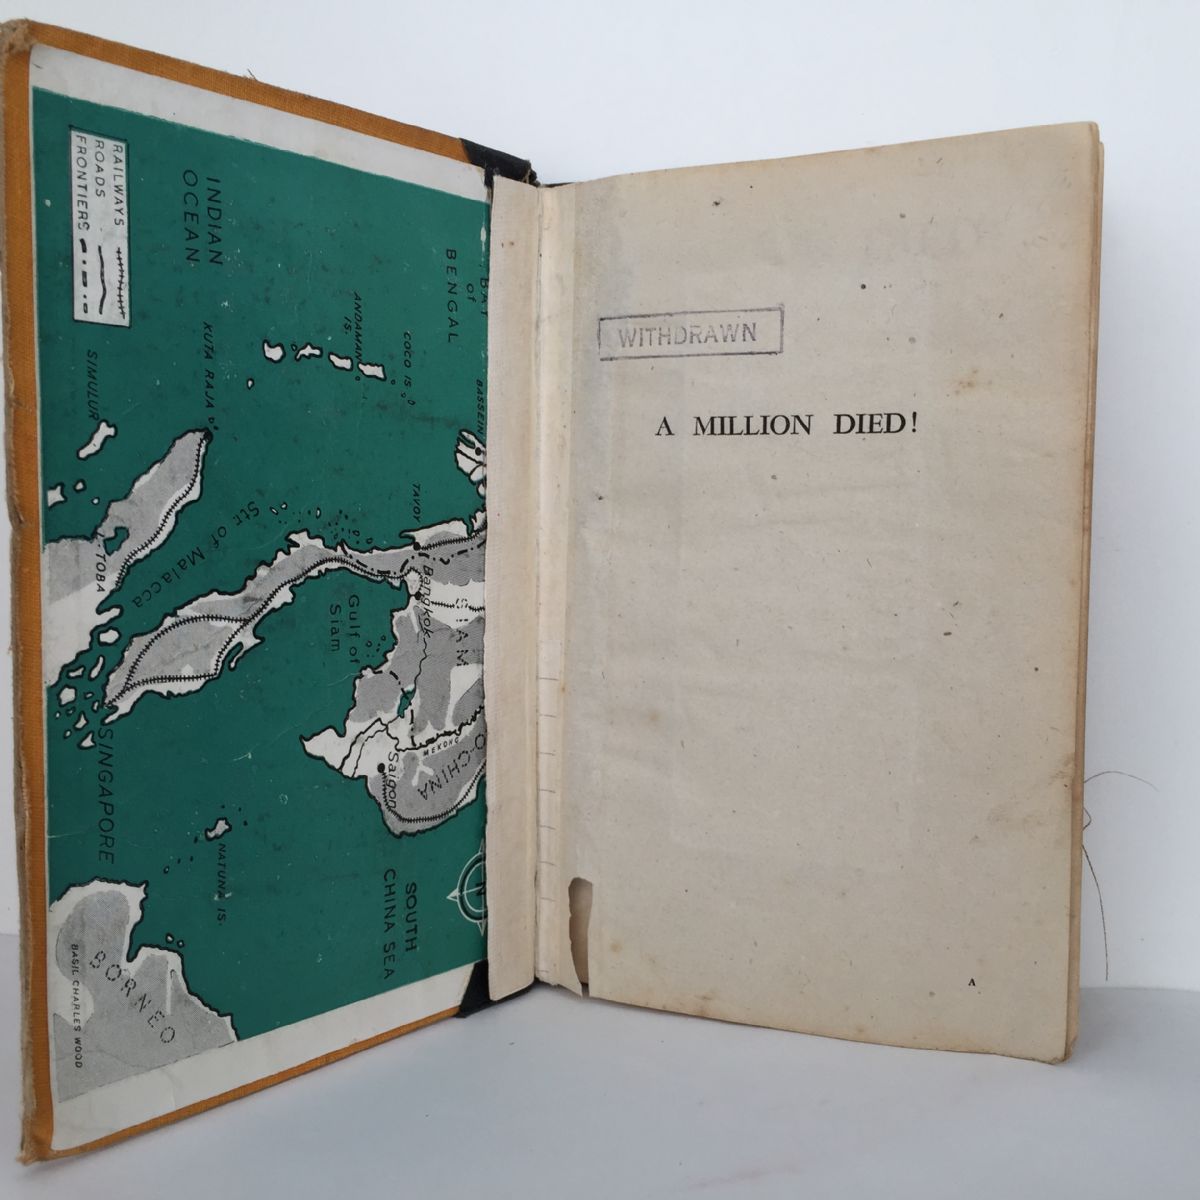 RAILWAYS
ROADS
FRONTIERS
INDIAN
OCEAN
BAY
of
BENGAL
ANDAMAN
IS.
COCO IS.
BASSEIN
KUTA RAJA
SIMULUR
TAVOY
Str. of Malacca
TOBA
Bangkok
SIAM
Gulf of
Siam
MEKONG
Saigon
O-CHINA
SINGAPORE
NATUNA IS.
SOUTH
CHINA SEA
N
BORNEO
BASIL CHARLES WOOD
WITHDRAWN
A MILLION DIED!
A